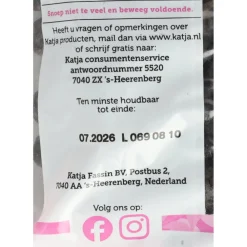 Snoep niet te veel en beweeg voldoende.
Heeft u vragen of opmerkingen over
Katja producten, mail dan via www.katja.nl
of schrijf gratis naar:
Katja consumentenservice
antwoordnummer 5520
7040 ZX 's-Heerenberg
Ten minste houdbaar
tot einde:
07.2026 L 069 08 10
Katja Fassin BV, Postbus 2,
7040 AA 's-Heerenberg, Nederland
Volg ons op: